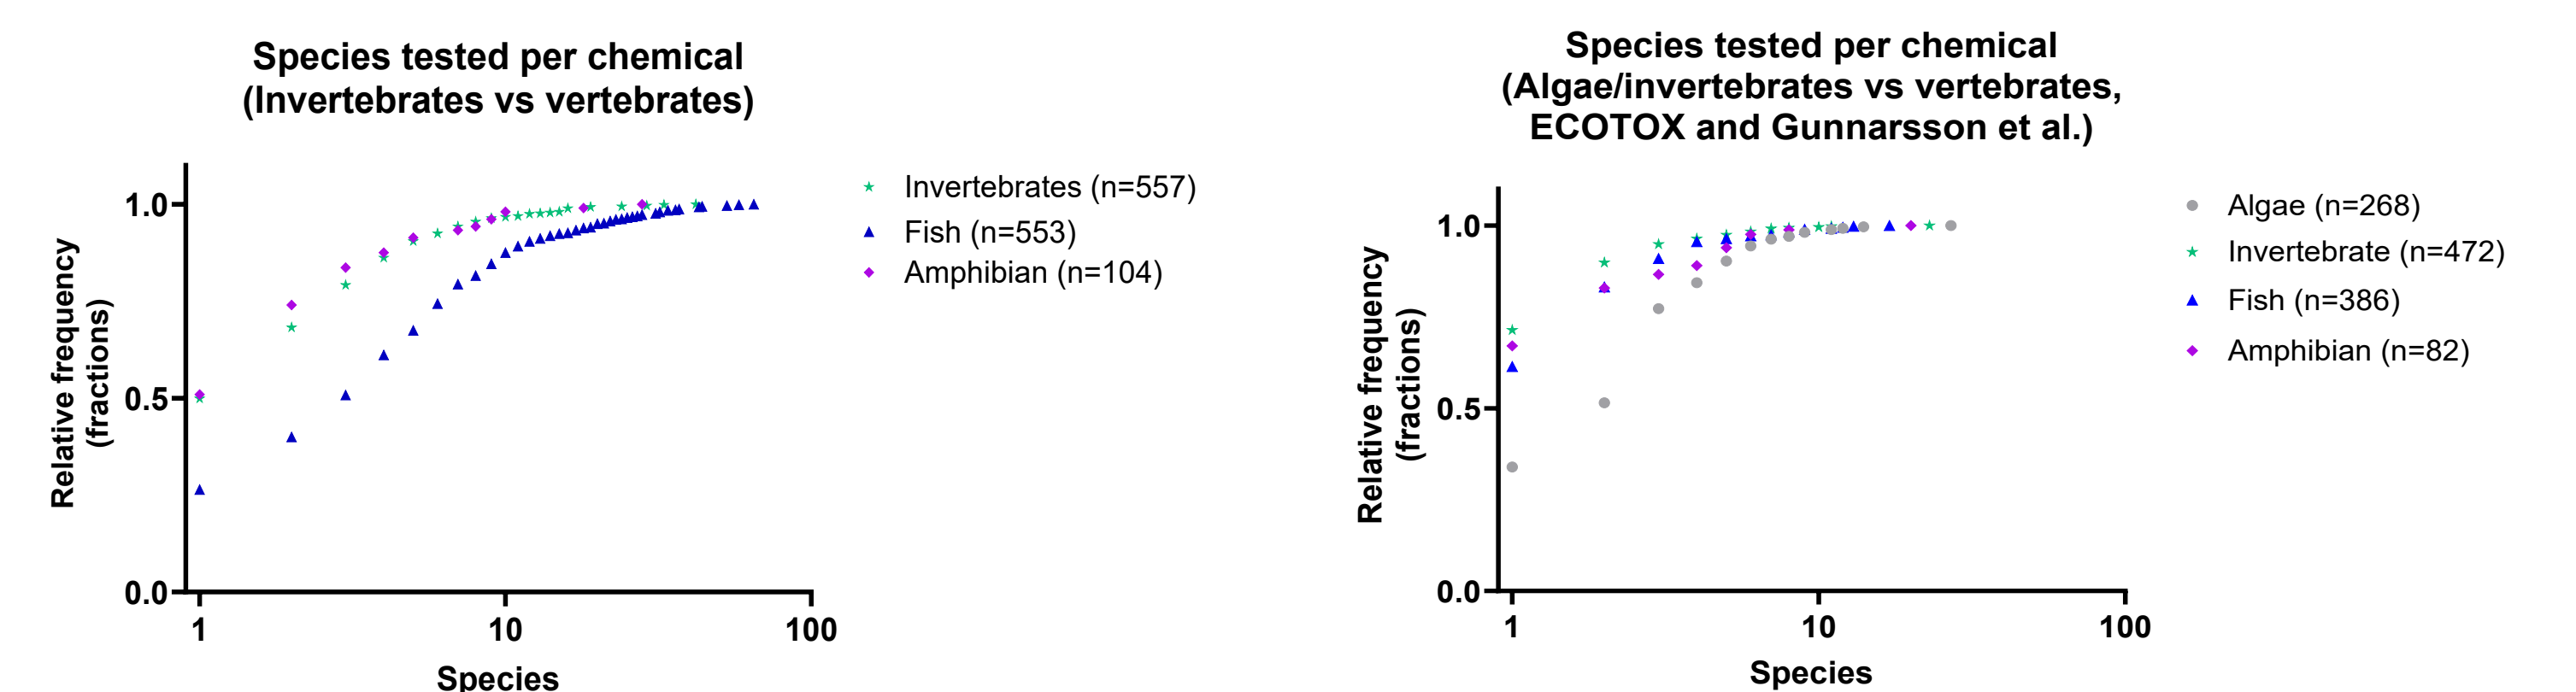 Species tested per chemical
(Invertebrates vs vertebrates)
Relative frequency
(fractions)
1.0
0.5
0.0
1
10
100
Species
Invertebrates (n=557)
Fish (n=553)
Amphibian (n=104)
Species tested per chemical
(Algae/invertebrates vs vertebrates,
ECOTOX and Gunnarsson et al.)
Relative frequency
(fractions)
1.0
0.5
0.0
1
10
100
Species
Algae (n=268)
Invertebrate (n=472)
Fish (n=386)
Amphibian (n=82)